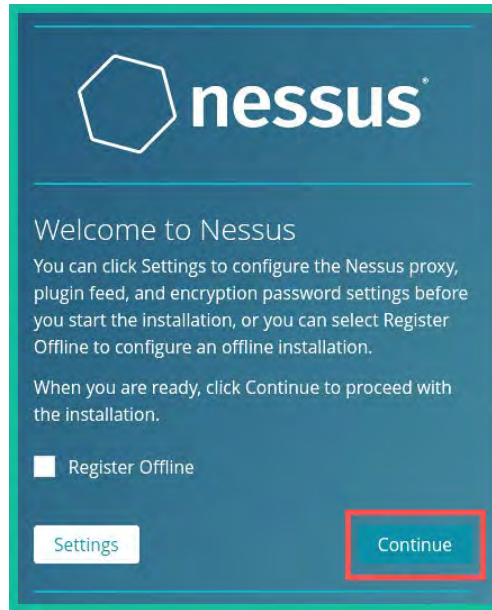 nessus
Welcome to Nessus
You can click Settings to configure the Nessus proxy,
plugin feed, and encryption password settings before
you start the installation, or you can select Register
Offline to configure an offline installation.
When you are ready, click Continue to proceed with
the installation.
Register Offline
Settings
Continue